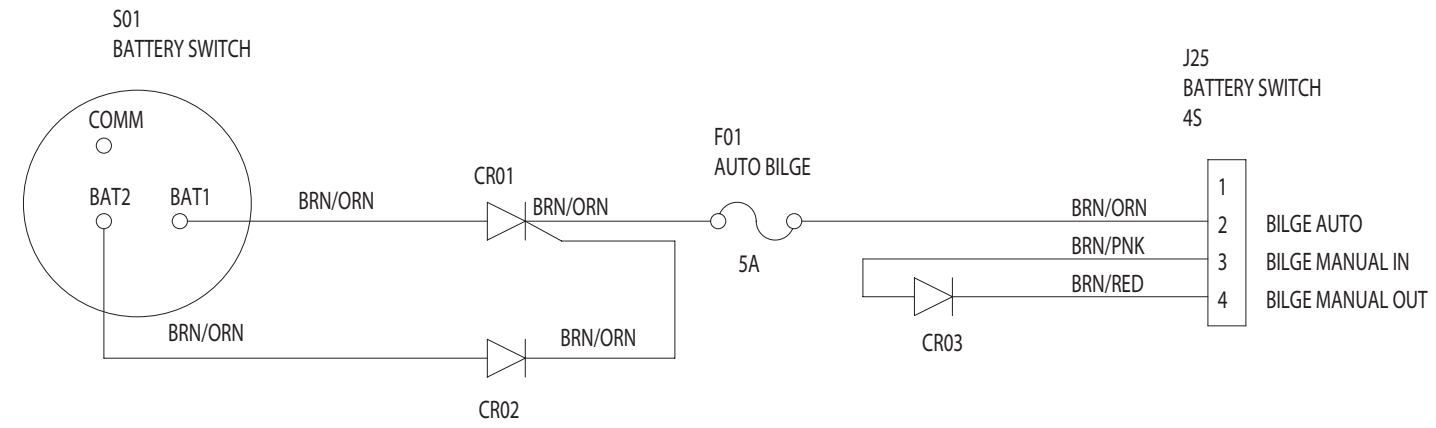 S01
BATTERY SWITCH
COMM
BAT2
BAT1
BRN/ORN
CR01
BRN/ORN
F01
AUTO BILGE
5A
BRN/ORN
CR02
BRN/ORN
J25
BATTERY SWITCH
4S
BRN/ORN
1
2
BILGE AUTO
BRN/PNK
3
BILGE MANUAL IN
BRN/RED
4
BILGE MANUAL OUT
CR03